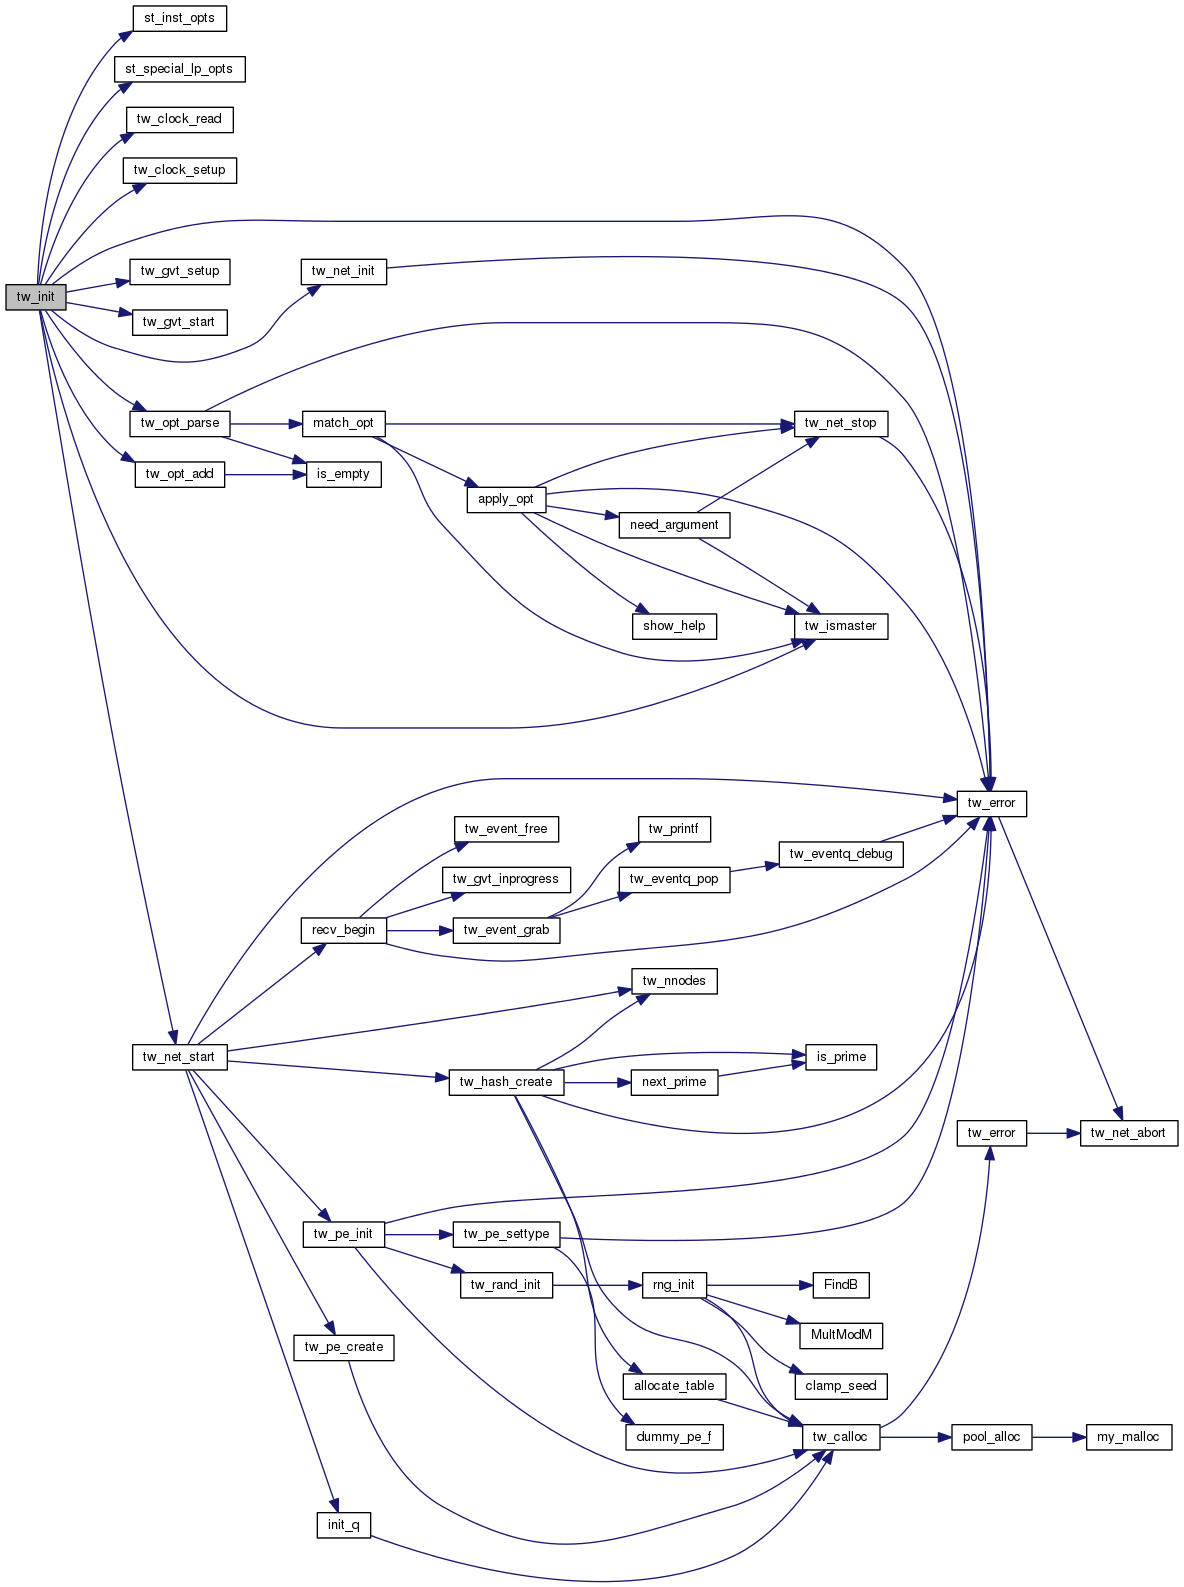 st_inst_opts
st_special_lp_opts
tw_clock_read
tw_clock_setup
tw_gvt_setup
tw_net_init
tw_init
tw_gvt_start
tw_opt_parse
match_opt
tw_net_stop
tw_opt_add
is_empty
apply_opt
need_argument
show_help
tw_ismaster
tw_error
tw_event_free
tw_printf
tw_eventq_debug
tw_gvt_inprogress
tw_eventq_pop
recv_begin
tw_event_grab
tw_nnodes
tw_net_start
is_prime
tw_hash_create
next_prime
tw_error
tw_net_abort
tw_pe_init
tw_pe_settype
tw_rand_init
rng_init
FindB
MultModM
tw_pe_create
allocate_table
clamp_seed
dummy_pe_f
tw_calloc
pool_alloc
my_malloc
init_q